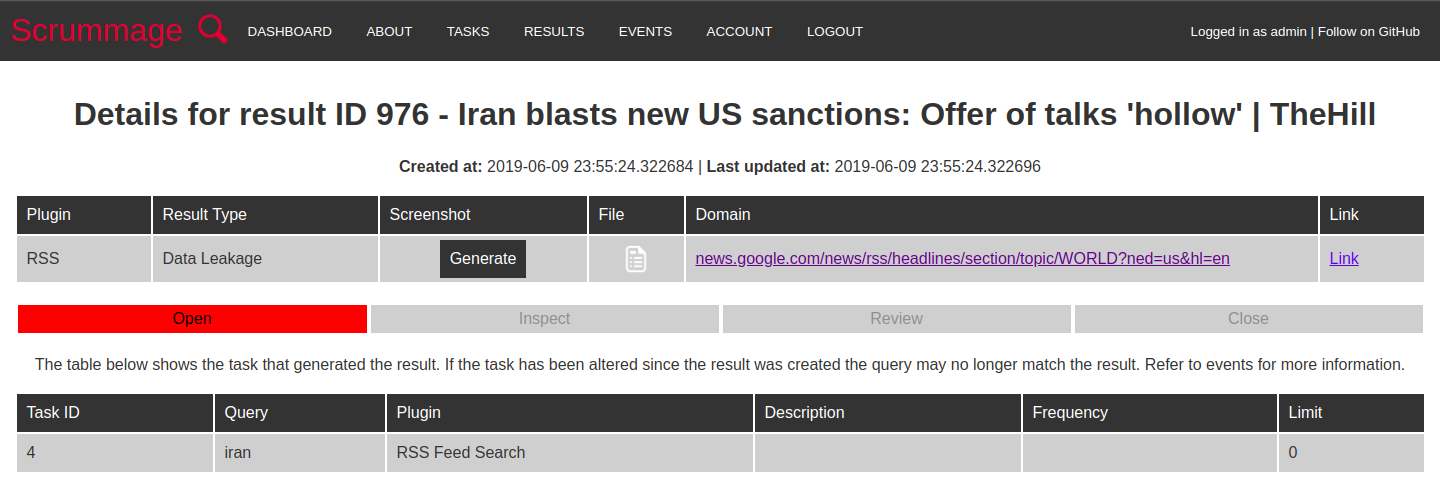 Scrummage DASHBOARD ABOUT TASKS RESULTS EVENTS ACCOUNT LOGOUT Logged in as admin | Follow on GitHub
Details for result ID 976 - Iran blasts new US sanctions: Offer of talks 'hollow' | TheHill
Created at: 2019-06-09 23:55:24.322684 | Last updated at: 2019-06-09 23:55:24.322696
Plugin Result Type Screenshot File Domain Link
RSS Data Leakage Generate news.google.com/news/rss/headlines/section/topic/WORLD?ned=us&hl=en Link
Open Inspect Review Close
The table below shows the task that generated the result. If the task has been altered since the result was created the query may no longer match the result. Refer to events for more information.
Task ID Query Plugin Description Frequency Limit
4 iran RSS Feed Search 0